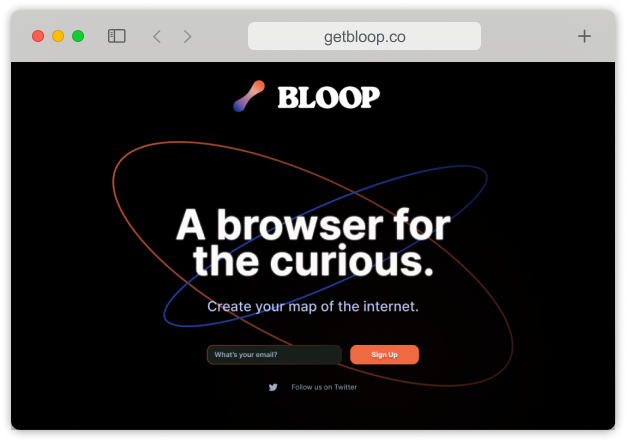 getbloop.co
BLOOP
A browser for
the curious.
Create your map of the internet.
What's your email?
Sign Up
Follow us on Twitter